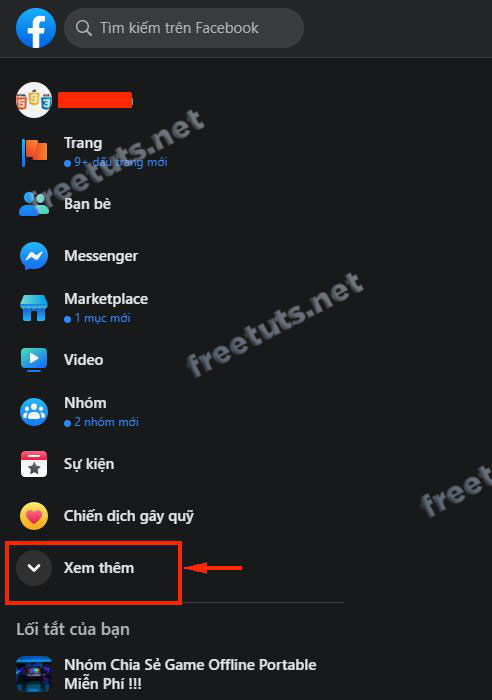 Tìm kiếm trên Facebook
Trang
9+ dấu trang mới
Bạn bè
Messenger
Marketplace
1 mục mới
Video
Nhóm
2 nhóm mới
Sự kiện
Chiến dịch gây quỹ
Xem thêm
Lối tắt của bạn
Nhóm Chia Sẻ Game Offline Portable
Miễn Phí !!!
freetuts.net
freetuts.net
freetuts